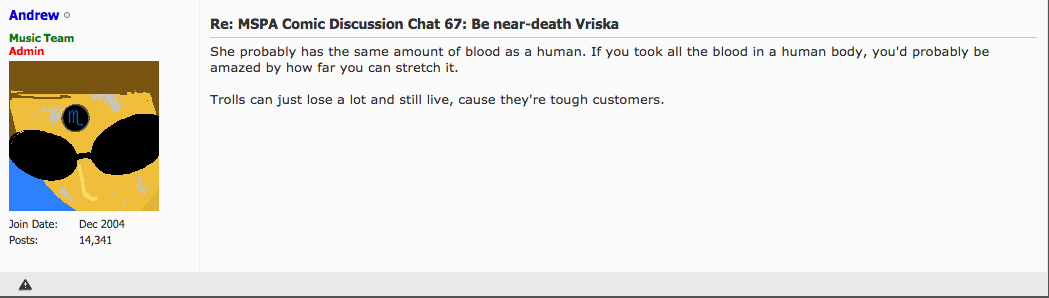 Andrew
Music Team
Admin
♏
Join Date: Dec 2004
Posts: 14,341
Re: MSPA Comic Discussion Chat 67: Be near-death Vriska
She probably has the same amount of blood as a human. If you took all the blood in a human body, you'd probably be
amazed by how far you can stretch it.
Trolls can just lose a lot and still live, cause they're tough customers.